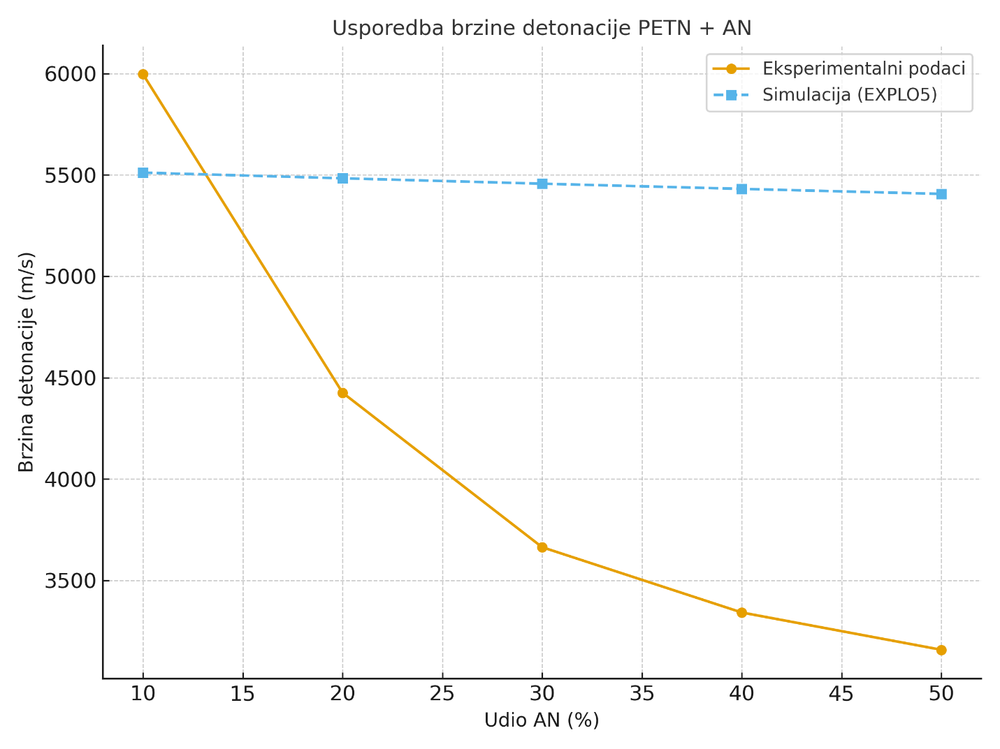 Usporedba brzine detonacije PETN + AN
Eksperimentalni podaci
Simulacija (EXPLO5)
Brzina detonacije (m/s)
6000
5500
5000
4500
4000
3500
10 15 20 25 30 35 40 45 50
Udio AN (%)